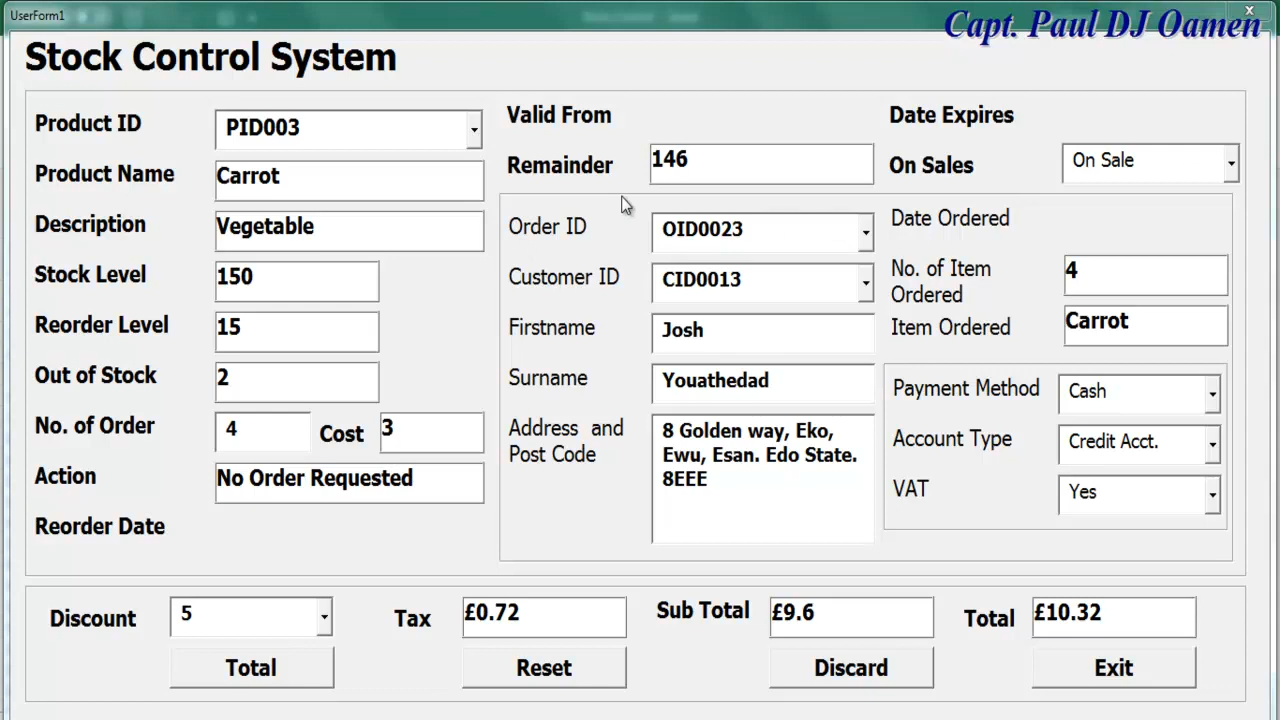 UserForm1
Capt. Paul DJ Oamen
Stock Control System
Product ID
PID003
Product Name
Carrot
Description
Vegetable
Stock Level
150
Reorder Level
15
Out of Stock
2
No. of Order
4
Cost
3
Action
No Order Requested
Reorder Date
Valid From
Remainder
146
Date Expires
On Sales
On Sale
Order ID
OID0023
Customer ID
CID0013
Firstname
Josh
Surname
Youathedad
Address and
Post Code
8 Golden way, Eko,
Ewu, Esan. Edo State.
8EEE
Date Ordered
No. of Item
Ordered
4
Item Ordered
Carrot
Payment Method
Cash
Account Type
Credit Acct.
VAT
Yes
Discount
5
Tax
£0.72
Sub Total
£9.6
Total
£10.32
Total
Reset
Discard
Exit